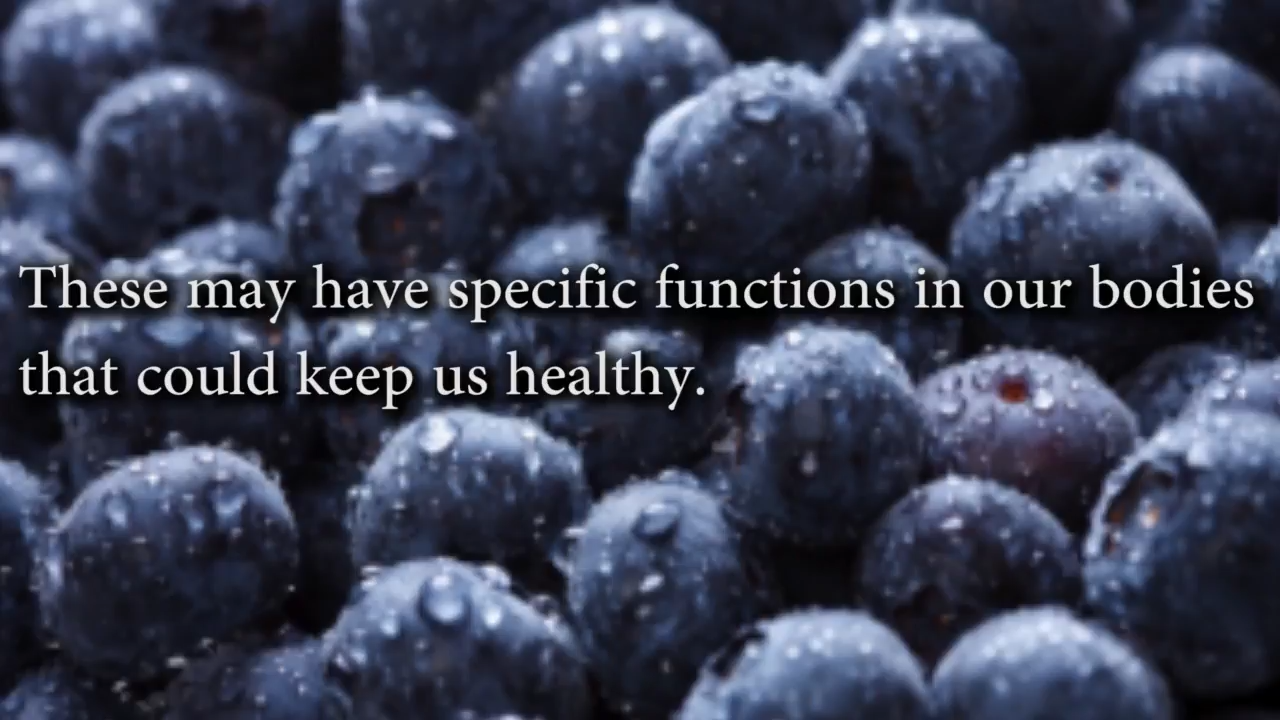 These may have specific functions in our bodies
that could keep us healthy.